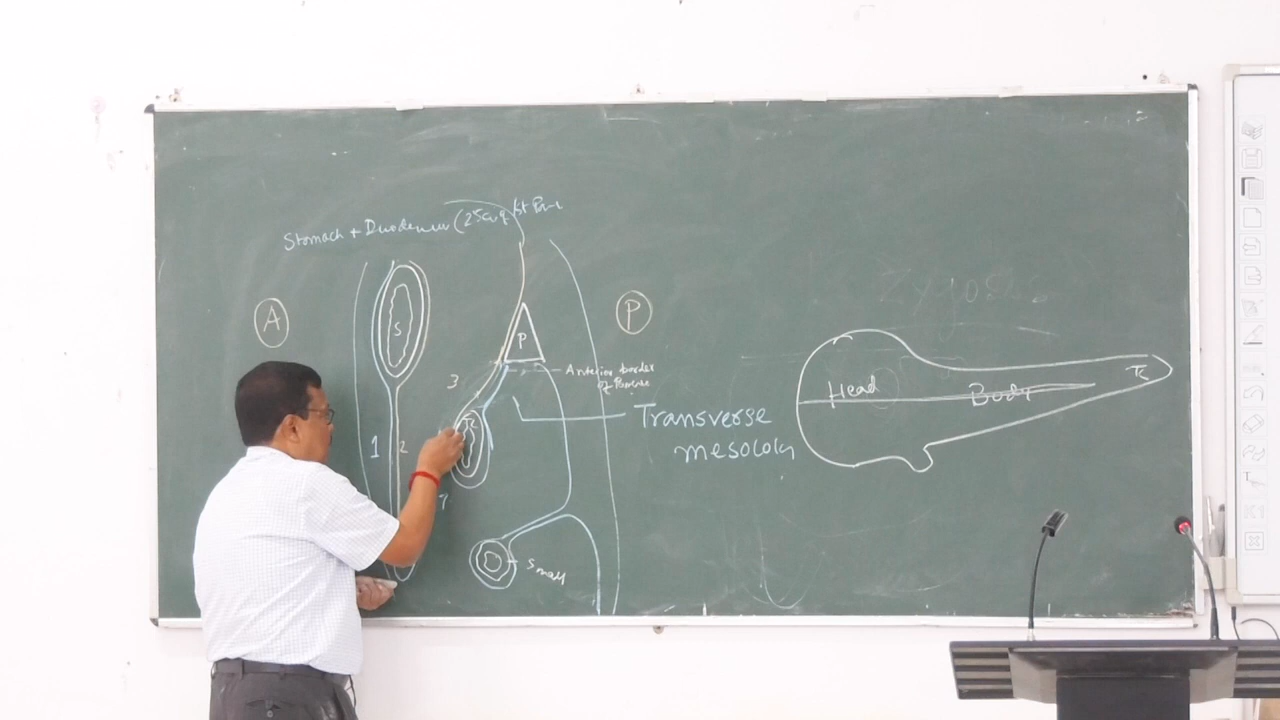 Stomach + Duodenum (2.5cm of 1st Part
A
P
S
P
Anterior border
of Pancreas
3
Head
Body
T
TC
Transverse
mesocolon
1
2
D
Small